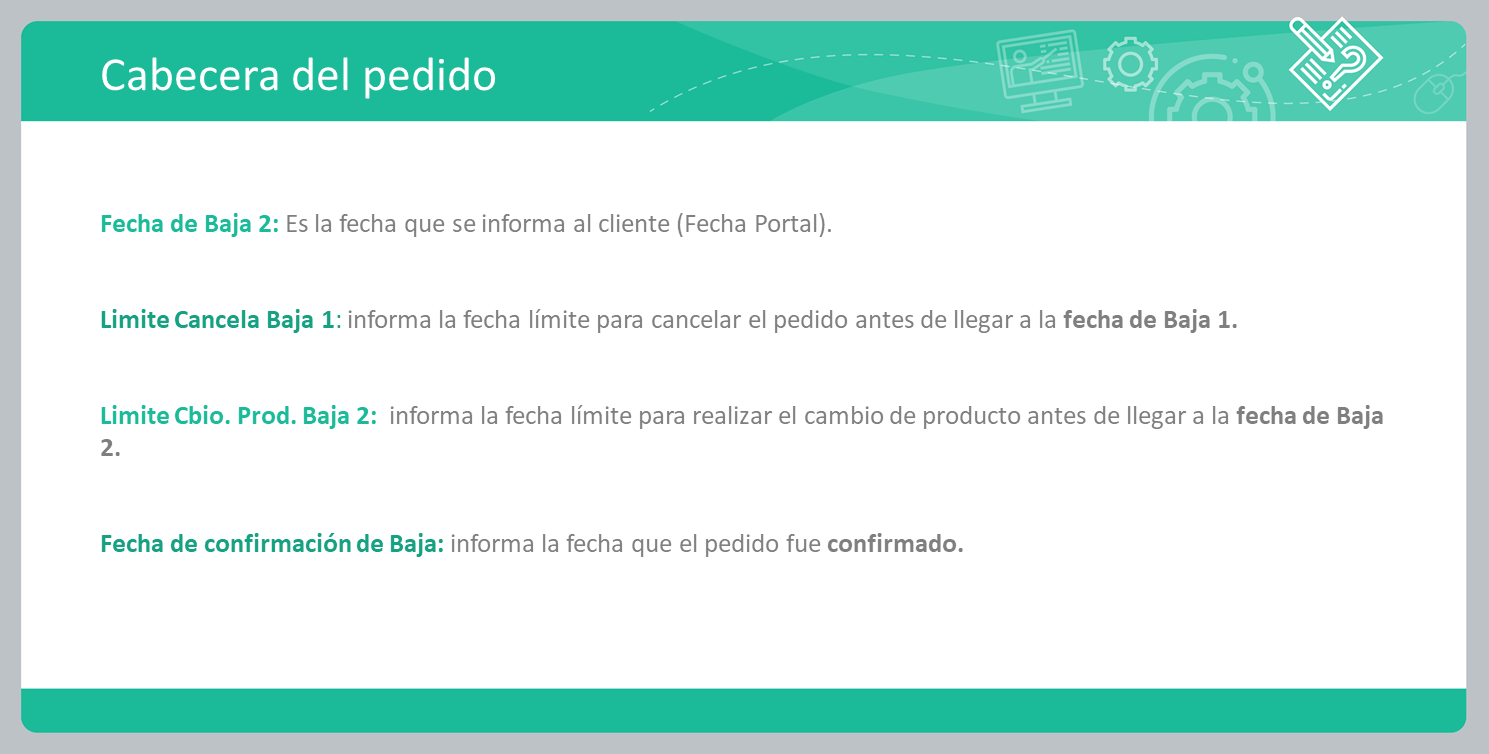 Cabecera del pedido
Fecha de Baja 2: Es la fecha que se informa al cliente (Fecha Portal).
Limite Cancela Baja 1: informa la fecha límite para cancelar el pedido antes de llegar a la fecha de Baja 1.
Limite Cbio. Prod. Baja 2: informa la fecha límite para realizar el cambio de producto antes de llegar a la fecha de Baja
2.
Fecha de confirmación de Baja: informa la fecha que el pedido fue confirmado.